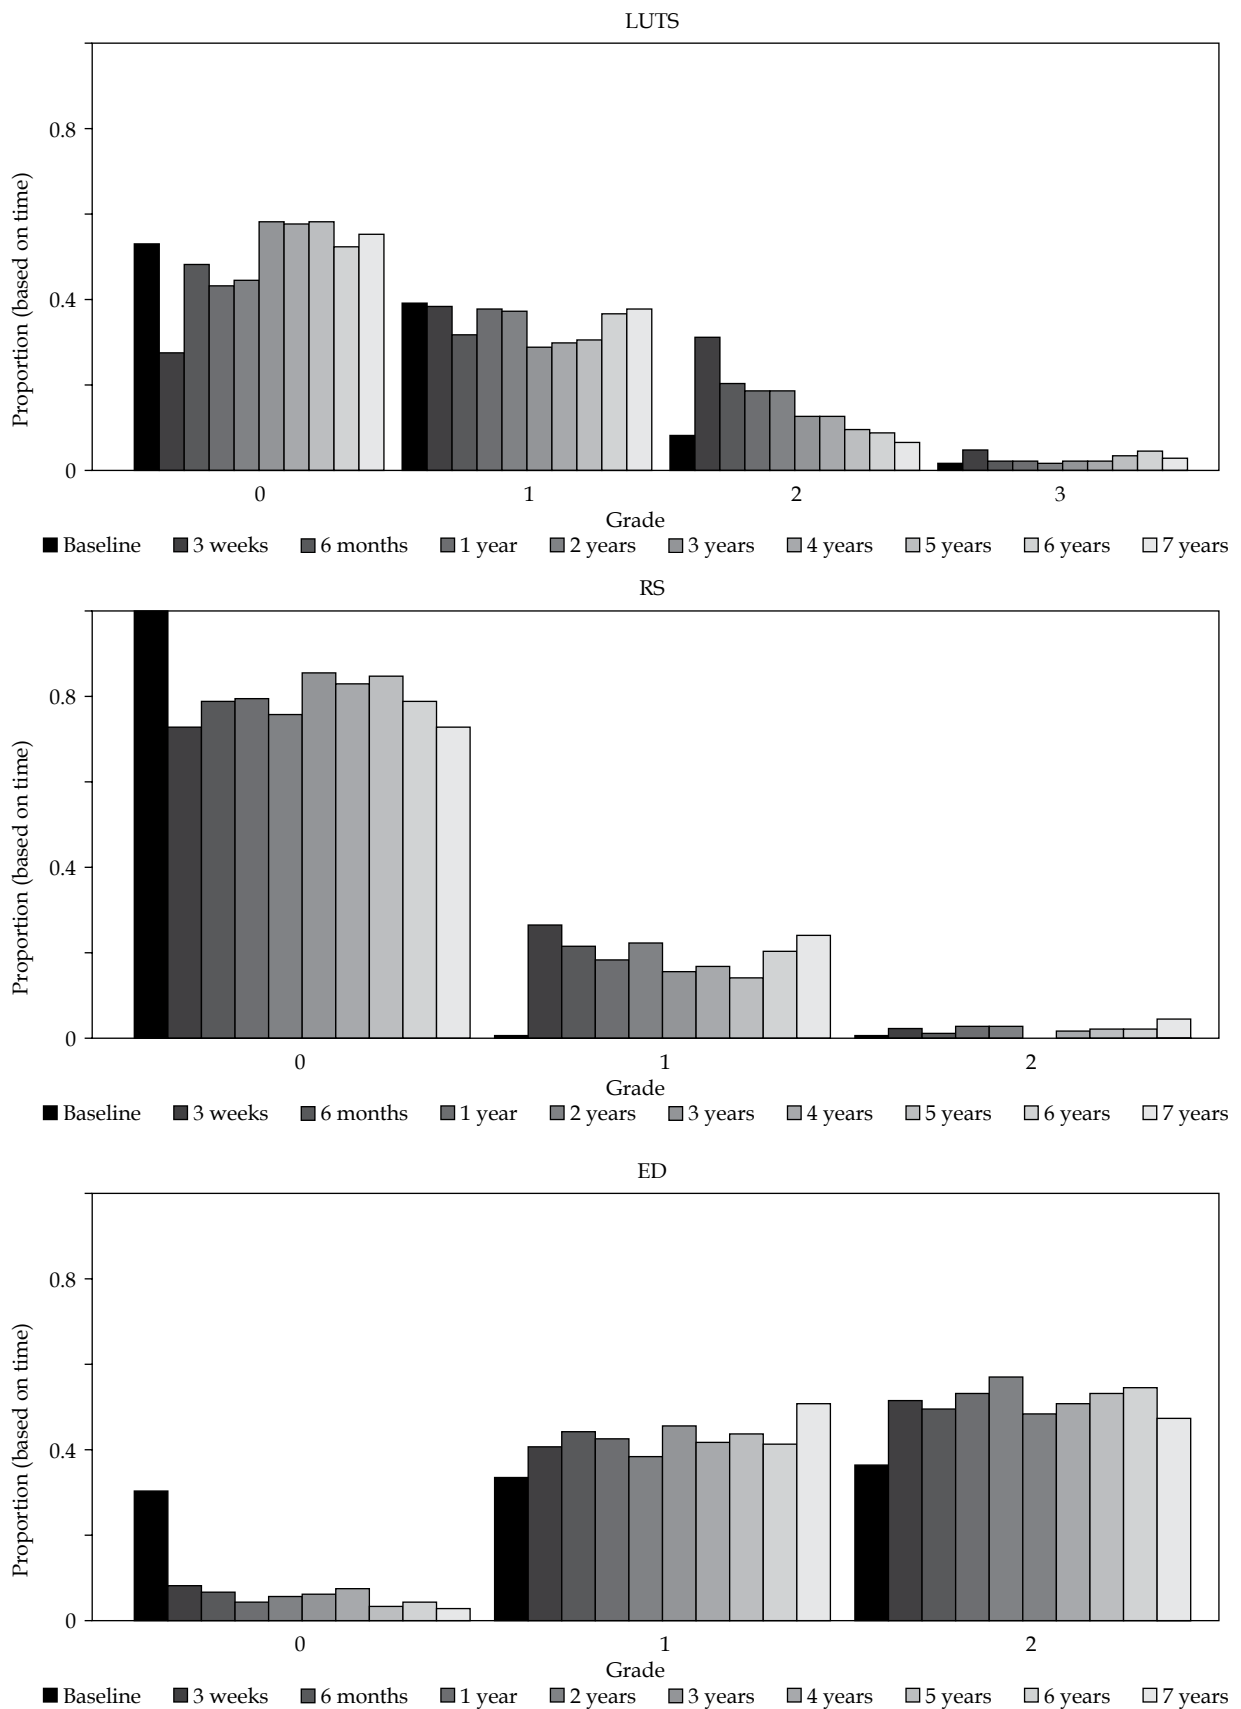 LUTS
Proportion (based on time)
0.8
0.4
0
0 1 2 3
Grade
Baseline 3 weeks 6 months 1 year 2 years 3 years 4 years 5 years 6 years 7 years
RS
Proportion (based on time)
0.8
0.4
0
0 1 2
Grade
Baseline 3 weeks 6 months 1 year 2 years 3 years 4 years 5 years 6 years 7 years
ED
Proportion (based on time)
0.8
0.4
0
0 1 2
Grade
Baseline 3 weeks 6 months 1 year 2 years 3 years 4 years 5 years 6 years 7 years